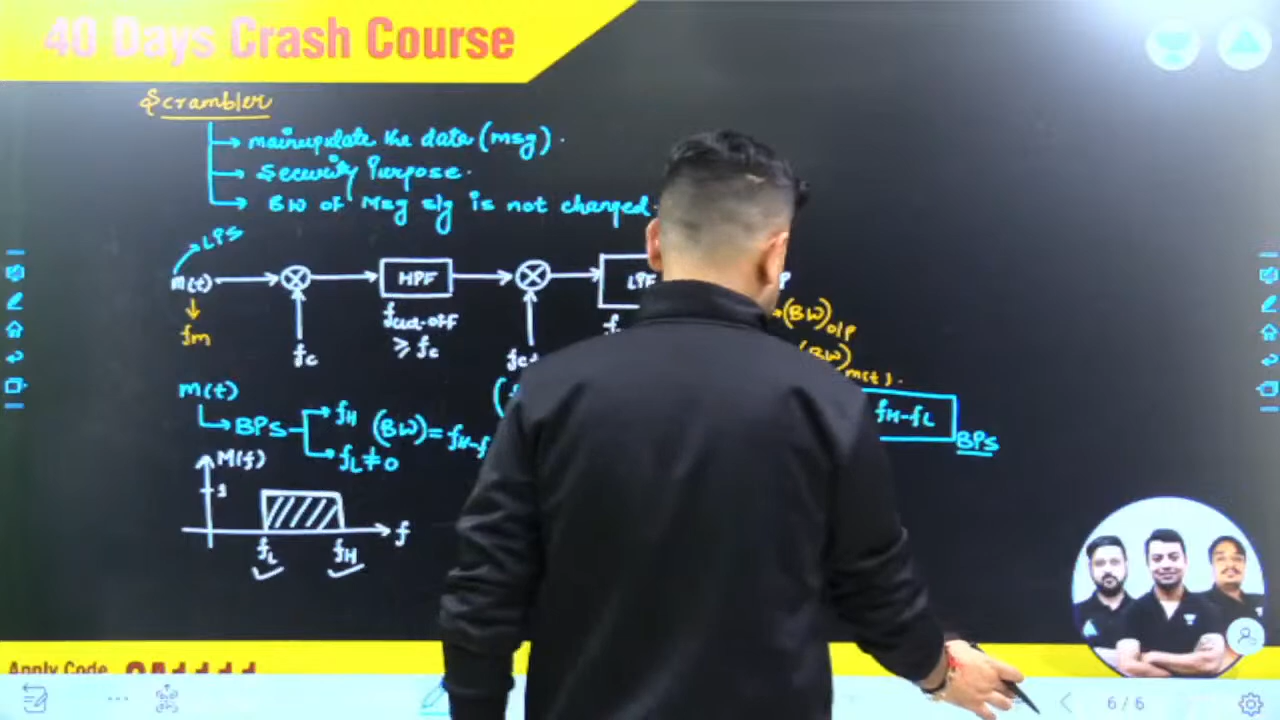 40 Days Crash Course
Scrambler
mainupulate the data (msg).
Security Purpose.
BW of Msg sig is not changed.
LPS
m(t)
HPF
LPF
fm
fc
fcut-off
≥ fc
(BW)o/p
(BW)m(t).
m(t)
BPS
fH
fL≠0
(BW)=
fH-fL
BPS
M(f)
1
f
fL
fH
Apply Code
6/6